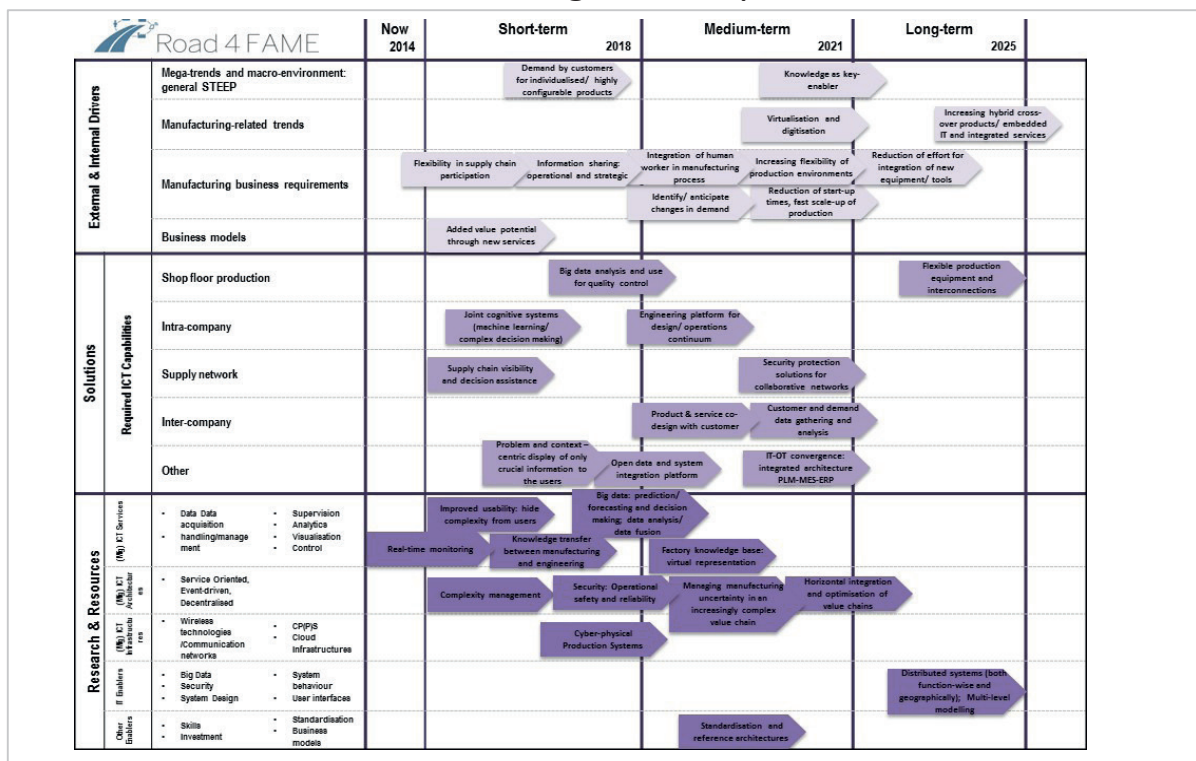 Road 4 FAME
Now
2014
Short-term
2018
Medium-term
2021
Long-term
2025
External & Internal Drivers
Mega-trends and macro-environment:
general STEEP
Demand by customers
for individualised/ highly
configurable products
Knowledge as key-
enabler
Manufacturing-related trends
Virtualisation and
digitisation
Increasing hybrid cross-
over products/ embedded
IT and integrated services
Manufacturing business requirements
Flexibility in supply chain
participation
Information sharing:
operational and strategic
Integration of human
worker in manufacturing
process
Increasing flexibility of
production environments
Reduction of effort for
integration of new
equipment/ tools
Identify/ anticipate
changes in demand
Reduction of start-up
times, fast scale-up of
production
Business models
Added value potential
through new services
Solutions
Required ICT Capabilities
Shop floor production
Big data analysis and use
for quality control
Flexible production
equipment and
interconnections
Intra-company
Joint cognitive systems
(machine learning/
complex decision making)
Engineering platform for
design/ operations
continuum
Supply network
Supply chain visibility
and decision assistance
Security protection
solutions for
collaborative networks
Inter-company
Product & service co-
design with customer
Customer and demand
data gathering and
analysis
Other
Problem and context –
centric display of only
crucial information to
the users
Open data and system
integration platform
IT-OT convergence:
integrated architecture
PLM-MES-ERP
Research & Resources
(Mg) ICT Services
• Data Data
acquisition
• handling/manage
ment
• Supervision
• Analytics
• Visualisation
• Control
Improved usability: hide
complexity from users
Big data: prediction/
forecasting and decision
making; data analysis/
data fusion
Real-time monitoring
Knowledge transfer
between manufacturing
and engineering
Factory knowledge base:
virtual representation
(Mg) ICT
Architectur
es
• Service Oriented,
Event-driven,
Decentralised
Complexity management
Security: Operational
safety and reliability
Managing manufacturing
uncertainty in an
increasingly complex
value chain
Horizontal integration
and optimisation of
value chains
(Mg) ICT
Infrastructu
res
• Wireless
technologies
/Communication
networks
• CP(P)S
• Cloud
Infrastructures
Cyber-physical
Production Systems
IT Enablers
• Big Data
• Security
• System Design
• System
behaviour
• User interfaces
Distributed systems (both
function-wise and
geographically); Multi-level
modelling
Other
Enablers
• Skills
• Investment
• Standardisation
• Business
models
Standardisation and
reference architectures